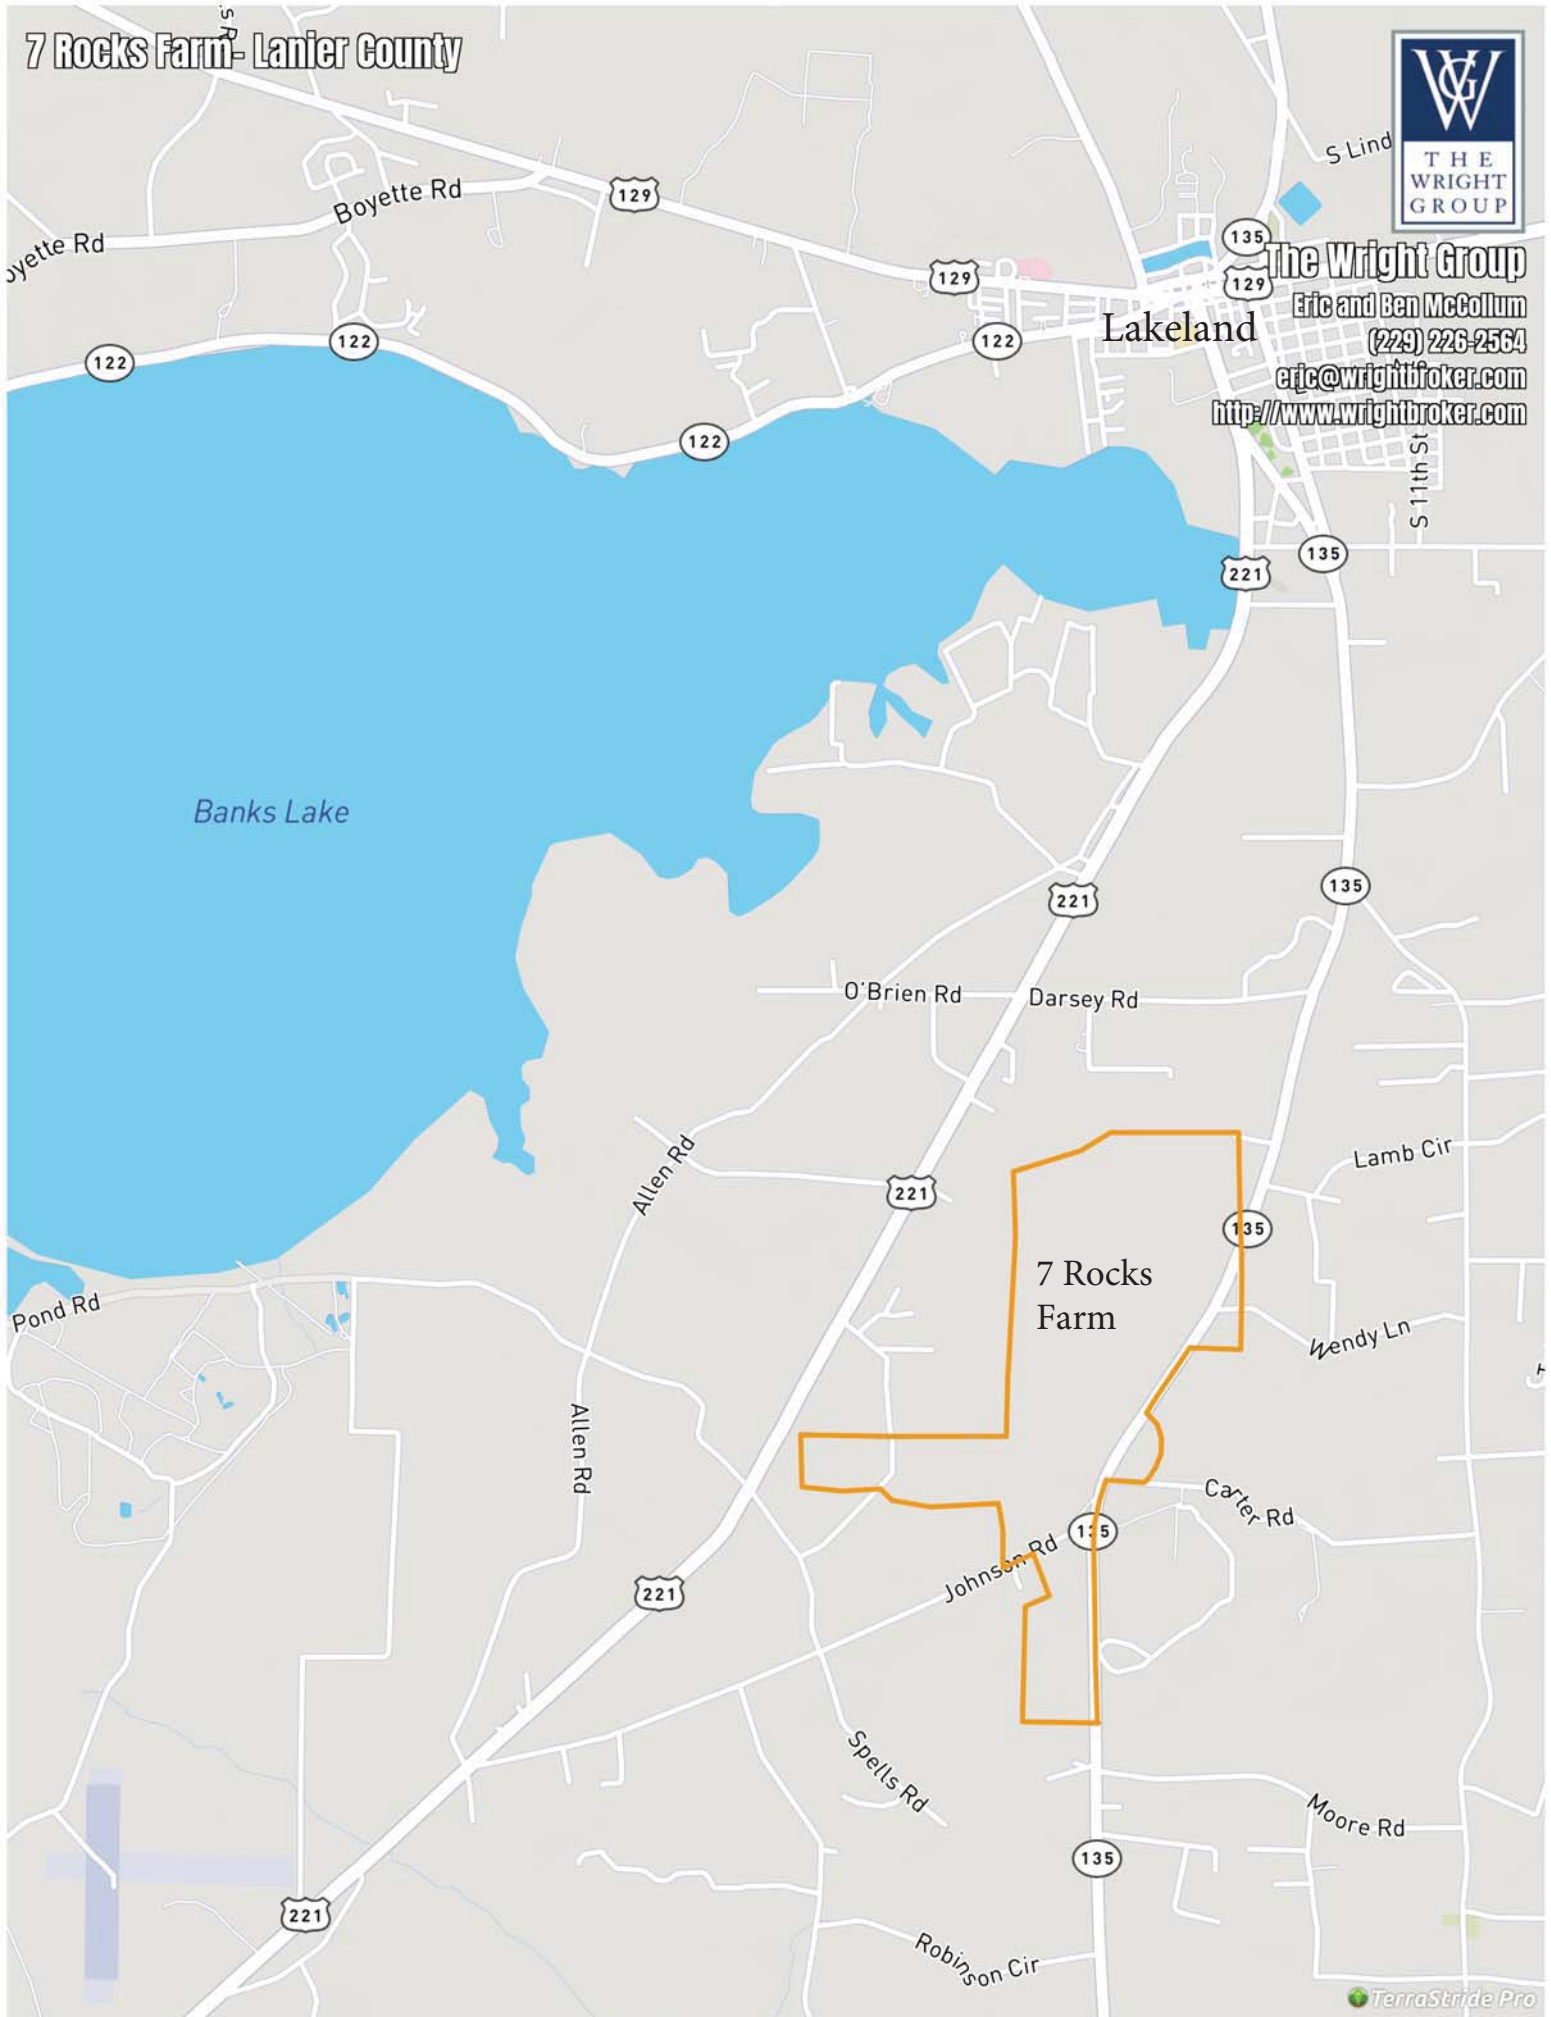 7 Rocks Farm- Lanier County
S Lind
THE
WRIGHT
GROUP
Boyette Rd
129
oyette Rd
135
The Wright Group
129
129
Eric and Ben McCollum
Lakeland
122
122
122
(229) 226-2564
eric@wrightbroker.com
http://www.wrightbroker.com
122
S 11th St
135
221
Banks Lake
135
221
O'Brien Rd
Darsey Rd
Allen Rd
Lamb Cir
221
135
7 Rocks
Farm
Pond Rd
Wendy Ln
Allen Rd
Carter Rd
135
Johnson Rd
221
Spells Rd
Moore Rd
135
221
Robinson Cir
TerraStride Pro